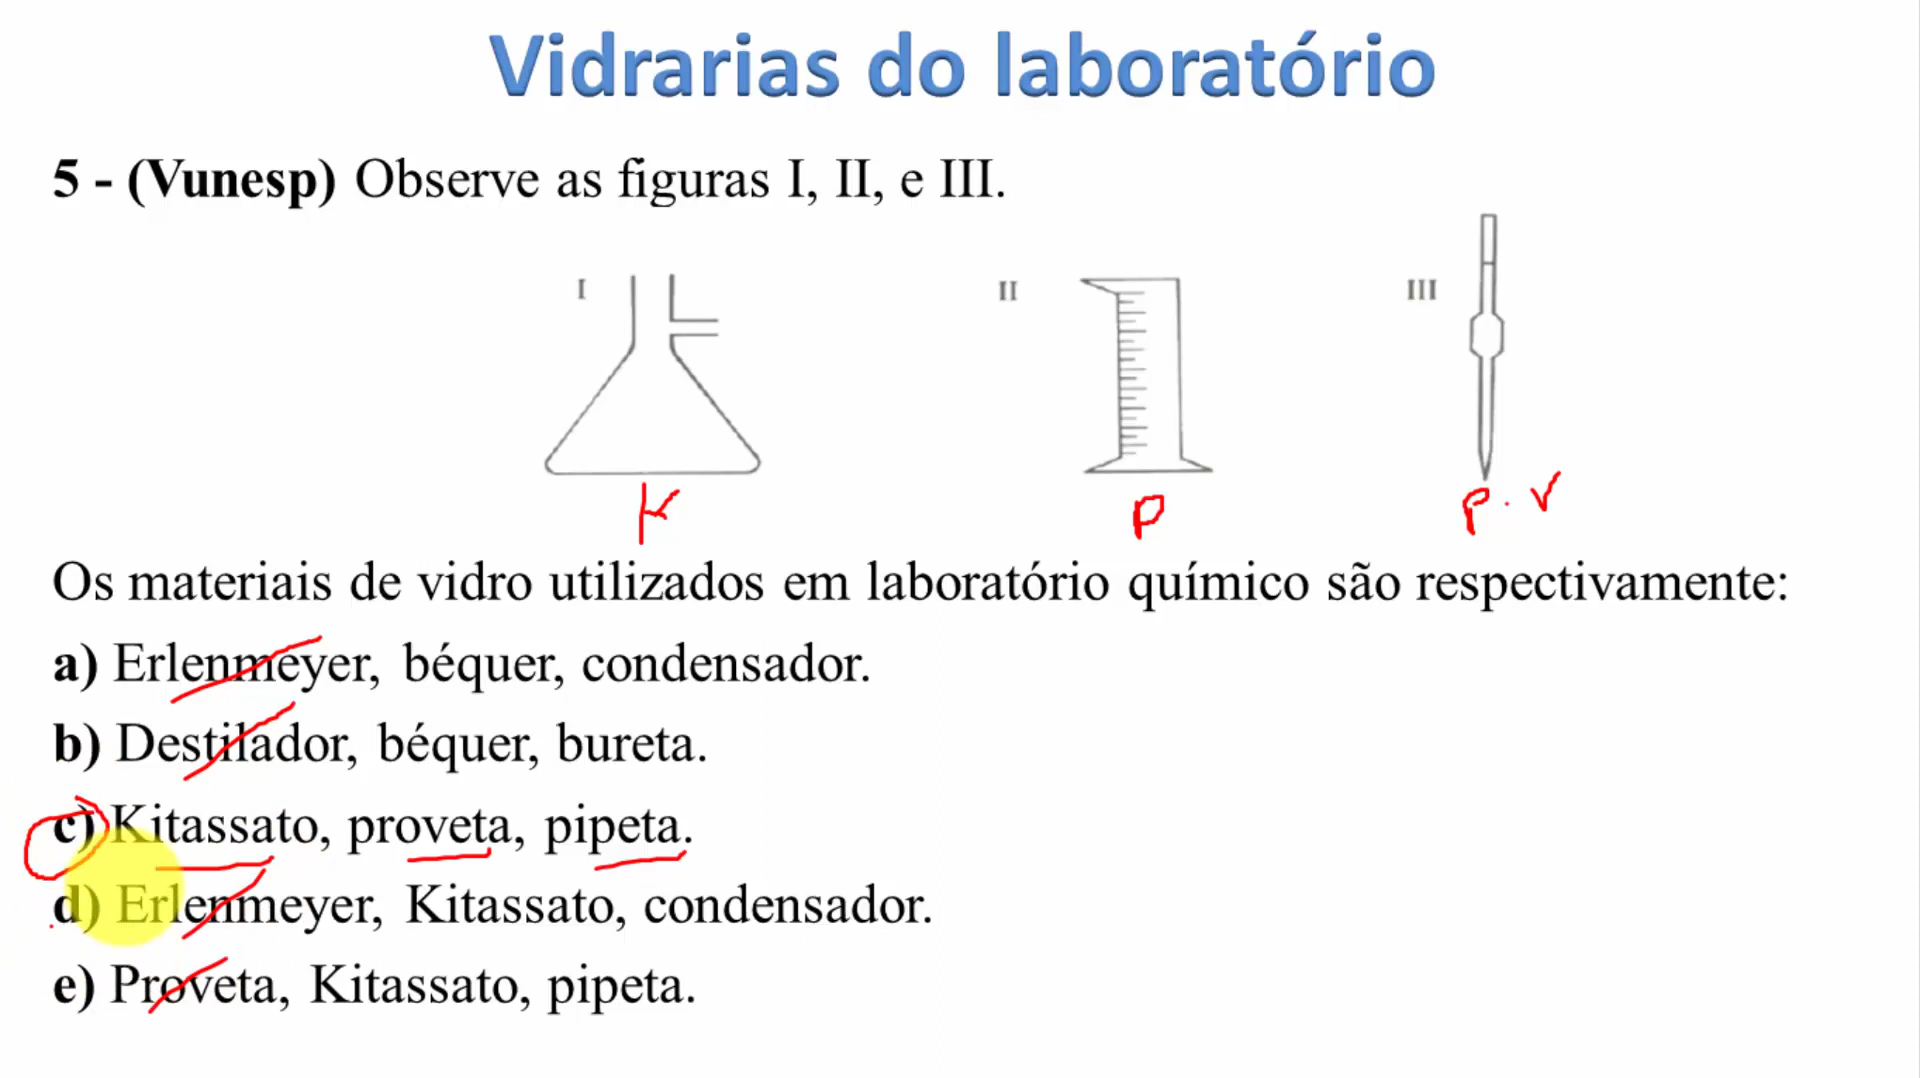 Vidrarias do laboratório
5 - (Vunesp) Observe as figuras I, II, e III.
I
II
III
K
P
P. V
Os materiais de vidro utilizados em laboratório químico são respectivamente:
a) Erlenmeyer, béquer, condensador.
b) Destilador, béquer, bureta.
c) Kitassato, proveta, pipeta.
d) Erlenmeyer, Kitassato, condensador.
e) Proveta, Kitassato, pipeta.